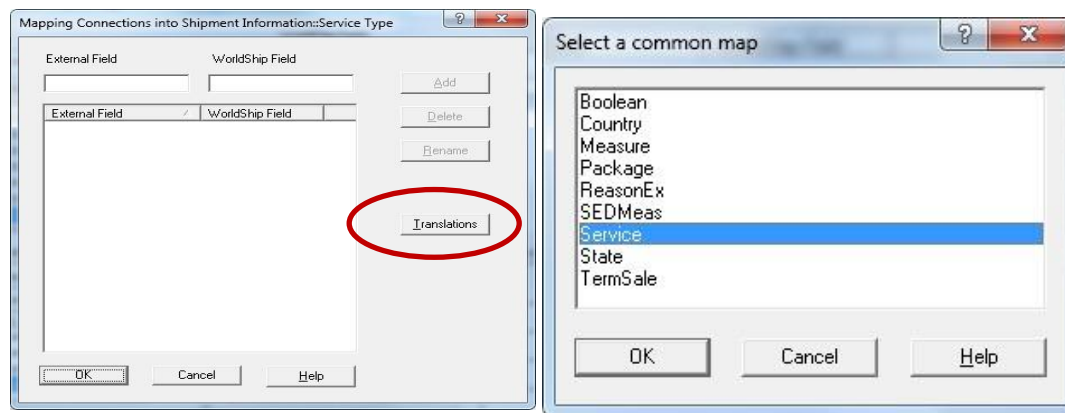 Mapping Connections into Shipment Information::Service Type
External Field WorldShip Field
Add
External Field WorldShip Field
Delete
Rename
Translations
OK Cancel Help
Select a common map
Boolean
Country
Measure
Package
ReasonEx
SEDMeas
Service
State
TermSale
OK Cancel Help